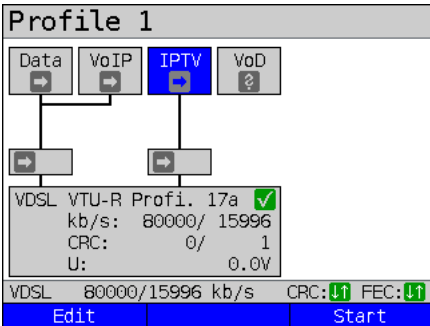 Profile 1
Data VoIP IPTV VoD
?
VDSL VTU-R Profi. 17a
kb/s: 80000/ 15996
CRC: 0/ 1
U: 0.0V
VDSL 80000/15996 kb/s CRC: FEC:
Edit Start